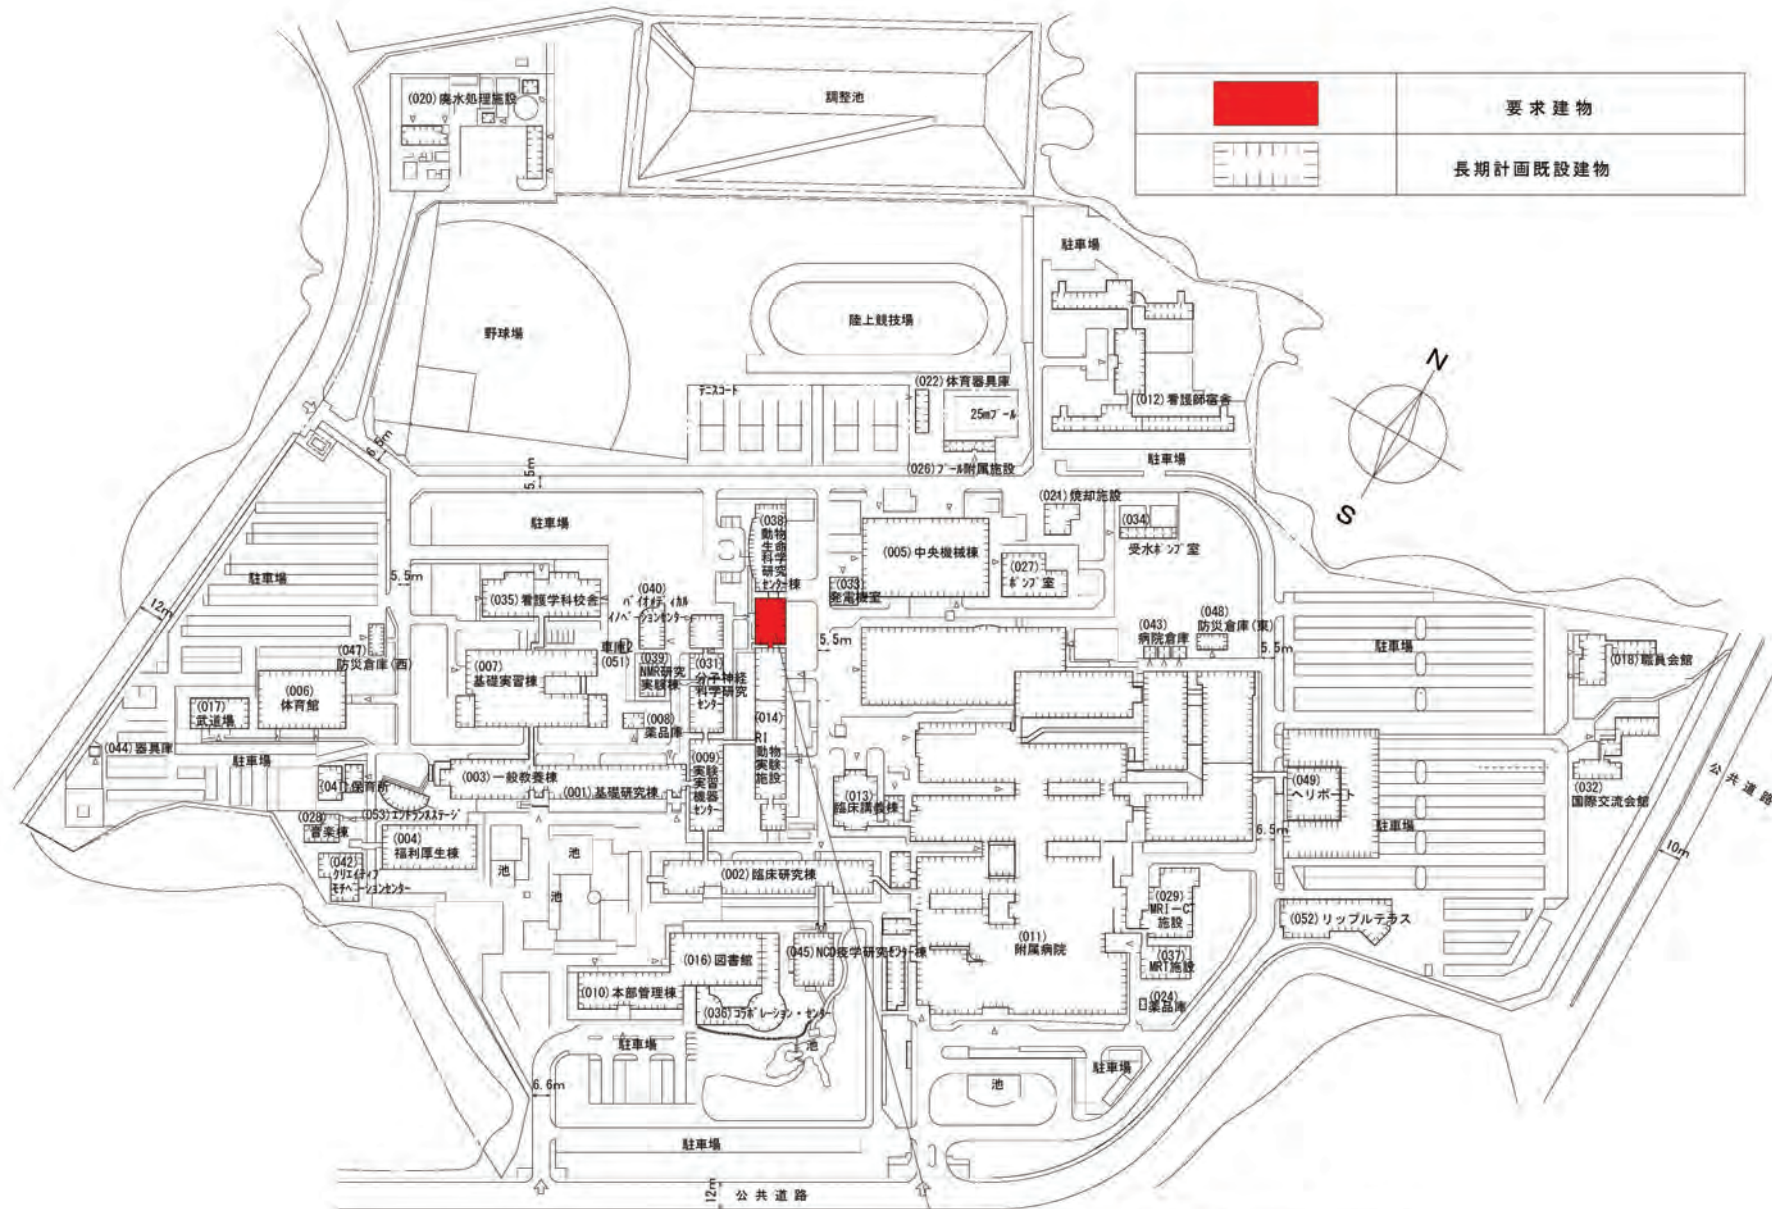 調整池
(020)廃水処理施設
要求建物
長期計画既設建物
駐車場
野球場
陸上競技場
テニスコート
(022)体育器具庫
25mプール
(026)プール附属施設
(012)看護師宿舎
駐車場
N
S
6.5m
5.5m
駐車場
(038)
動物
生命
科学
研究
センター棟
(005)中央機械棟
(021)焼却施設
(034)
受水ポンプ室
(027)
ポンプ室
(033)
発電機室
駐車場
5.5m
12m
(035)看護学科校舎
(040)
バイオメディカル
イノベーションセンター
5.5m
(043)
病院倉庫
(048)
防災倉庫(東)
5.5m
駐車場
(018)職員会館
(047)
防災倉庫(西)
(007)
基礎実習棟
車庫2
(051)
(039)
NMR研究
実験棟
(031)
分子神経
科学研究
センター
(006)
体育館
(017)
武道場
(008)
薬品庫
(014)
RI
動物
実験
施設
(044)器具庫
駐車場
(003)一般教養棟
(001)基礎研究棟
(009)
実験
実習
機器
センター
(013)
臨床講義棟
(049)
ヘリポート
(032)
国際交流会館
公共道路
10m
(041)保育所
(053)エントランスステージ
(028)
音楽棟
(004)
福利厚生棟
(042)
クリエイティブ
モチベーションセンター
池
池
池
6.5m
駐車場
(002)臨床研究棟
(029)
MRI-C
施設
(052)リップルテラス
(011)
附属病院
(037)
MRI施設
(024)
薬品庫
(016)図書館
(045)NCD疫学研究センター棟
(010)本部管理棟
(036)コラボレーション・センター
駐車場
池
池
駐車場
6.6m
駐車場
12m
公共道路